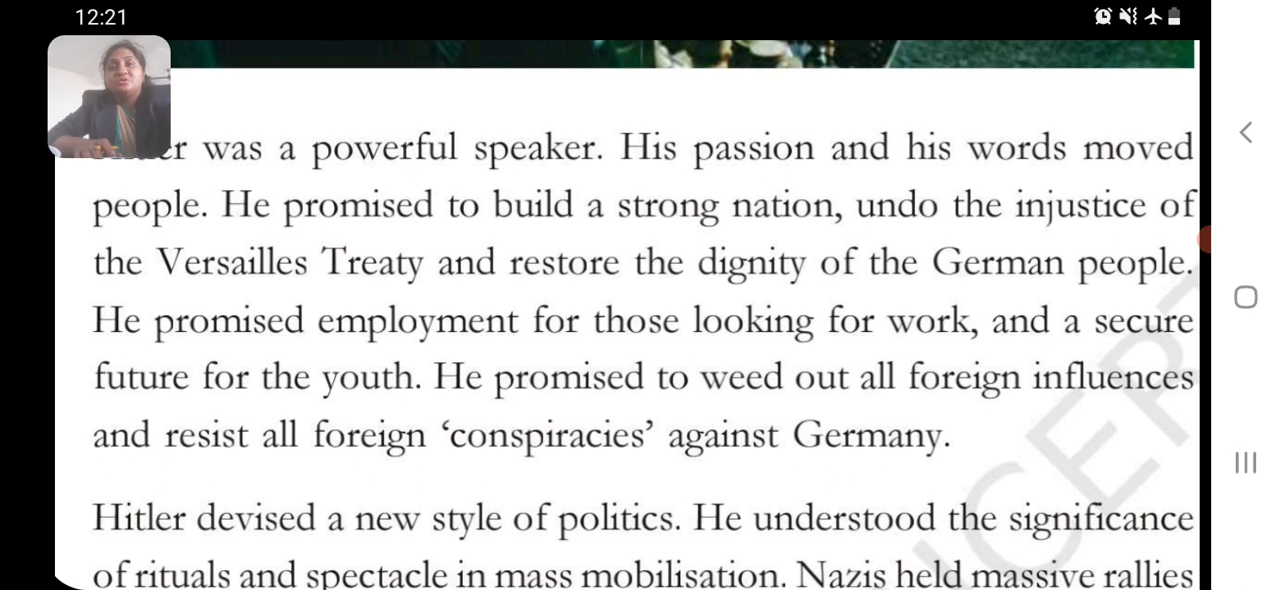 12:21
was a powerful speaker. His passion and his words moved
people. He promised to build a strong nation, undo the injustice of
the Versailles Treaty and restore the dignity of the German people.
He promised employment for those looking for work, and a secure
future for the youth. He promised to weed out all foreign influences
and resist all foreign ‘conspiracies’ against Germany.
Hitler devised a new style of politics. He understood the significance
of rituals and spectacle in mass mobilisation. Nazis held massive rallies